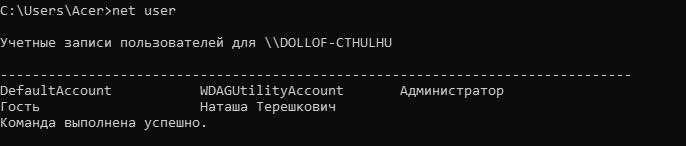 C:\Users\Acer>net user
Учетные записи пользователей для \\DOLLOF-CTHULHU
-------------------------------------------------------------------------------
DefaultAccount           WDAGUtilityAccount       Администратор
Гость                    Наташа Терешкович
Команда выполнена успешно.